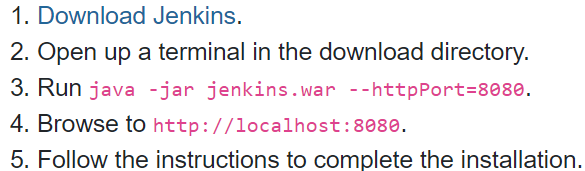 1. Download Jenkins.
2. Open up a terminal in the download directory.
3. Run java -jar jenkins.war --httpPort=8080.
4. Browse to http://localhost:8080.
5. Follow the instructions to complete the installation.